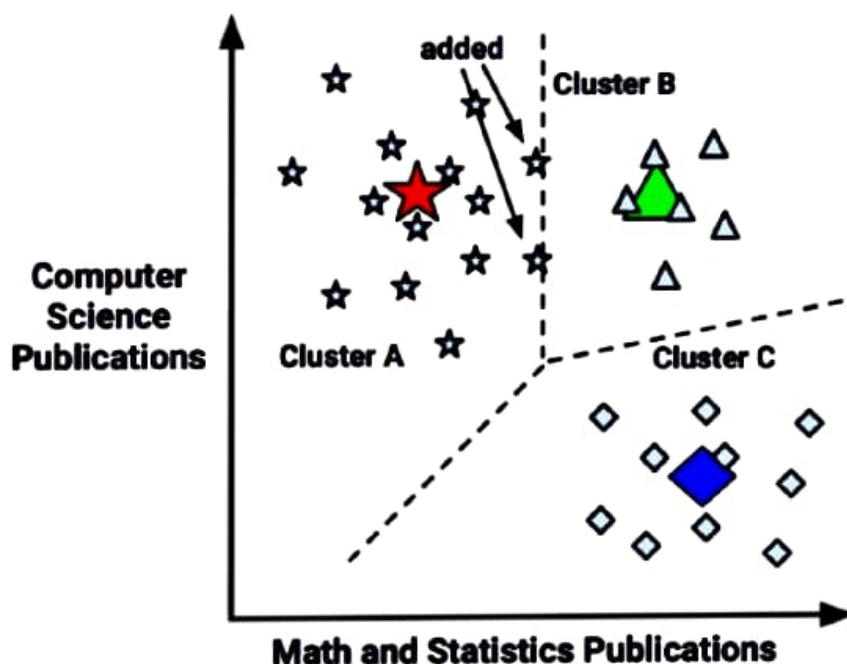 added
Cluster B
Computer
Science
Publications
Cluster A
Cluster C
Math and Statistics Publications